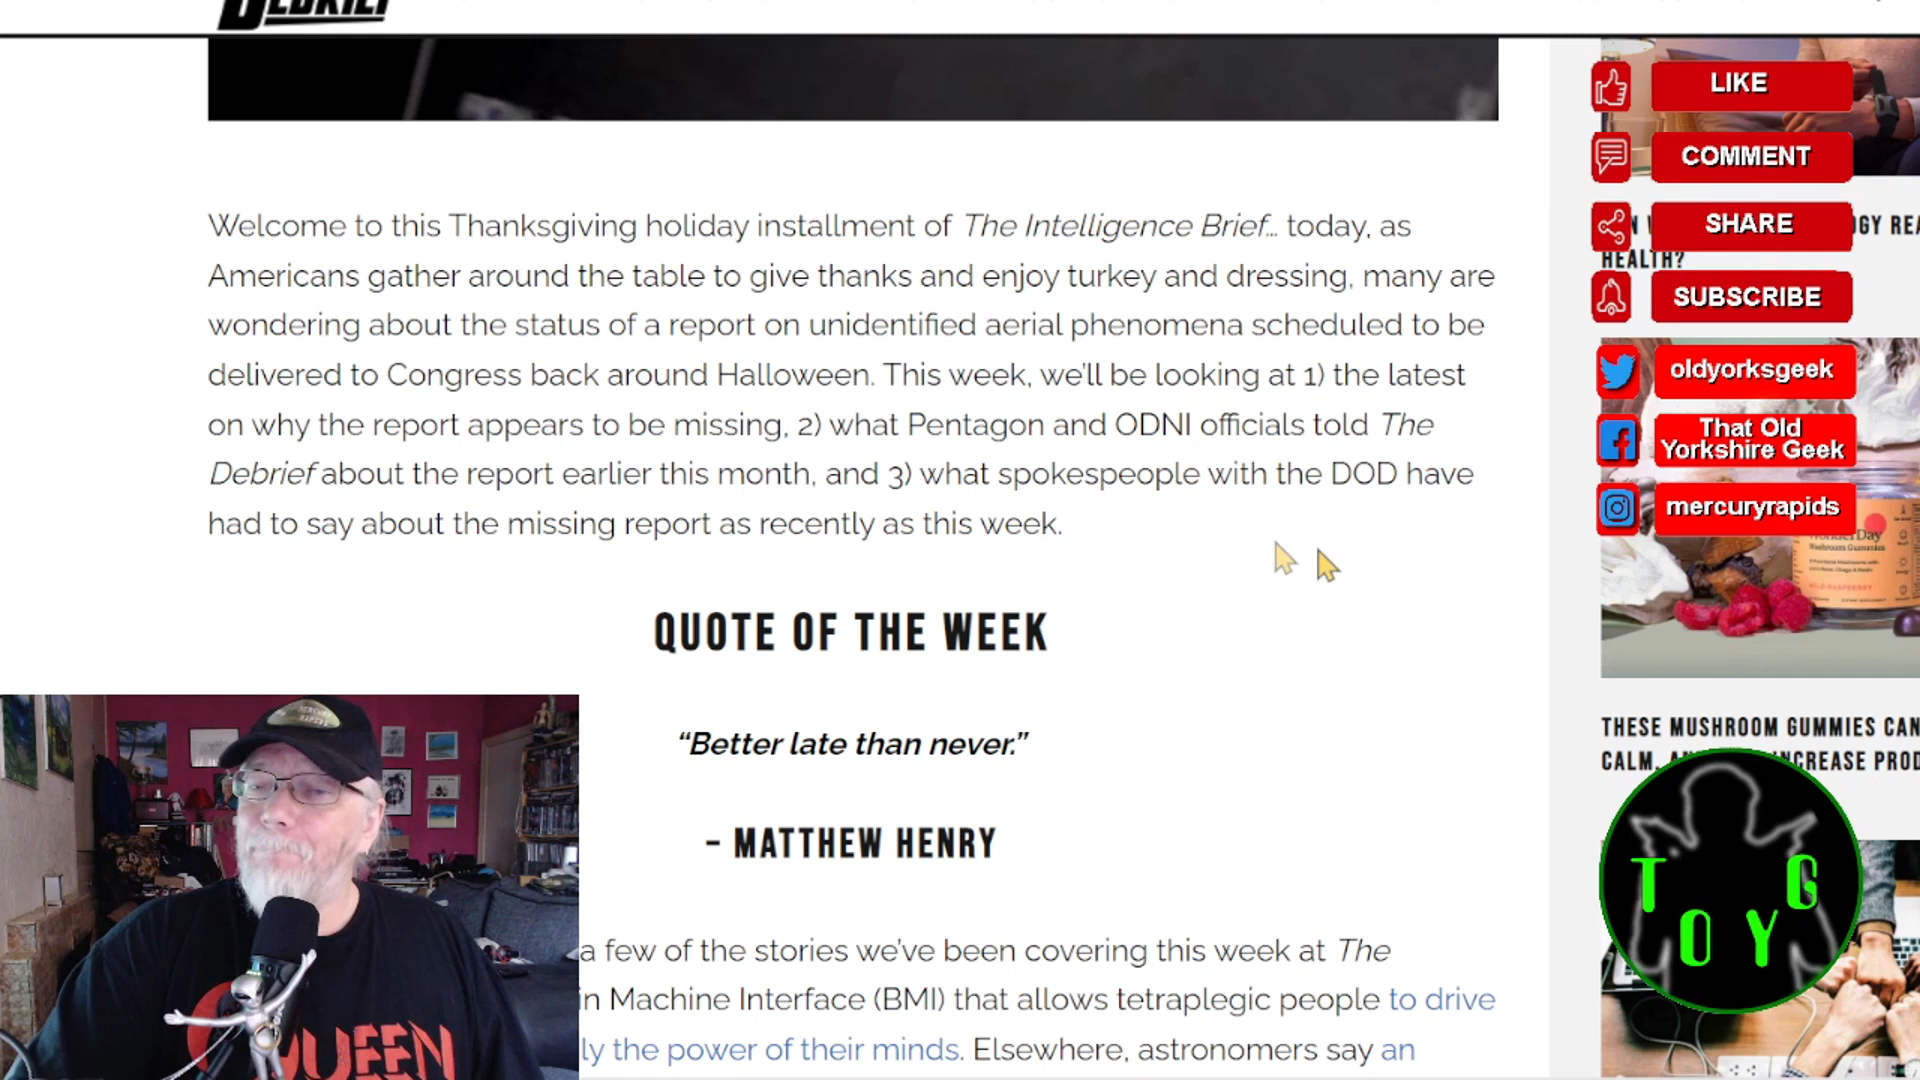 DEBRIEF
Welcome to this Thanksgiving holiday installment of The Intelligence Brief… today, as
Americans gather around the table to give thanks and enjoy turkey and dressing, many are
wondering about the status of a report on unidentified aerial phenomena scheduled to be
delivered to Congress back around Halloween. This week, we’ll be looking at 1) the latest
on why the report appears to be missing, 2) what Pentagon and ODNI officials told The
Debrief about the report earlier this month, and 3) what spokespeople with the DOD have
had to say about the missing report as recently as this week.
QUOTE OF THE WEEK
“Better late than never.”
– MATTHEW HENRY
a few of the stories we’ve been covering this week at The
in Machine Interface (BMI) that allows tetraplegic people to drive
ly the power of their minds. Elsewhere, astronomers say an
LIKE
COMMENT
SHARE
SUBSCRIBE
HEALTH?
oldyorksgeek
That Old
Yorkshire Geek
mercuryrapids
WonderDay
Mushroom Gummies
THESE MUSHROOM GUMMIES CAN
CALM,
INCREASE PROD
T O Y G
QUEEN